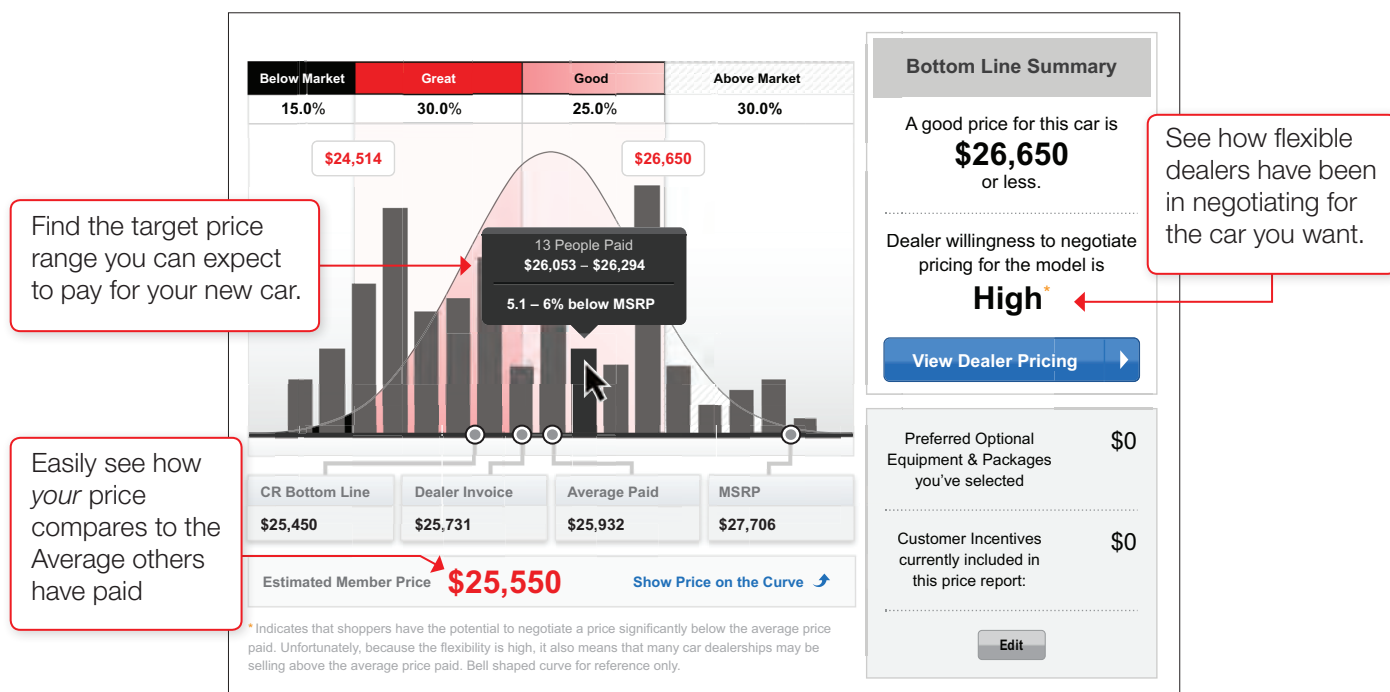 Below Market
Great
Good
Above Market
15.0%
30.0%
25.0%
30.0%
$24,514
$26,650
13 People Paid
$26,053 – $26,294
5.1 – 6% below MSRP
CR Bottom Line
$25,450
Dealer Invoice
$25,731
Average Paid
$25,932
MSRP
$27,706
Estimated Member Price
$25,550
Show Price on the Curve
* Indicates that shoppers have the potential to negotiate a price significantly below the average price
paid. Unfortunately, because the flexibility is high, it also means that many car dealerships may be
selling above the average price paid. Bell shaped curve for reference only.
Find the target price
range you can expect
to pay for your new car.
Easily see how
your price
compares to the
Average others
have paid
Bottom Line Summary
A good price for this car is
$26,650
or less.
Dealer willingness to negotiate
pricing for the model is
High*
View Dealer Pricing
Preferred Optional
Equipment & Packages
you've selected
$0
Customer Incentives
currently included in
this price report:
$0
Edit
See how flexible
dealers have been
in negotiating for
the car you want.